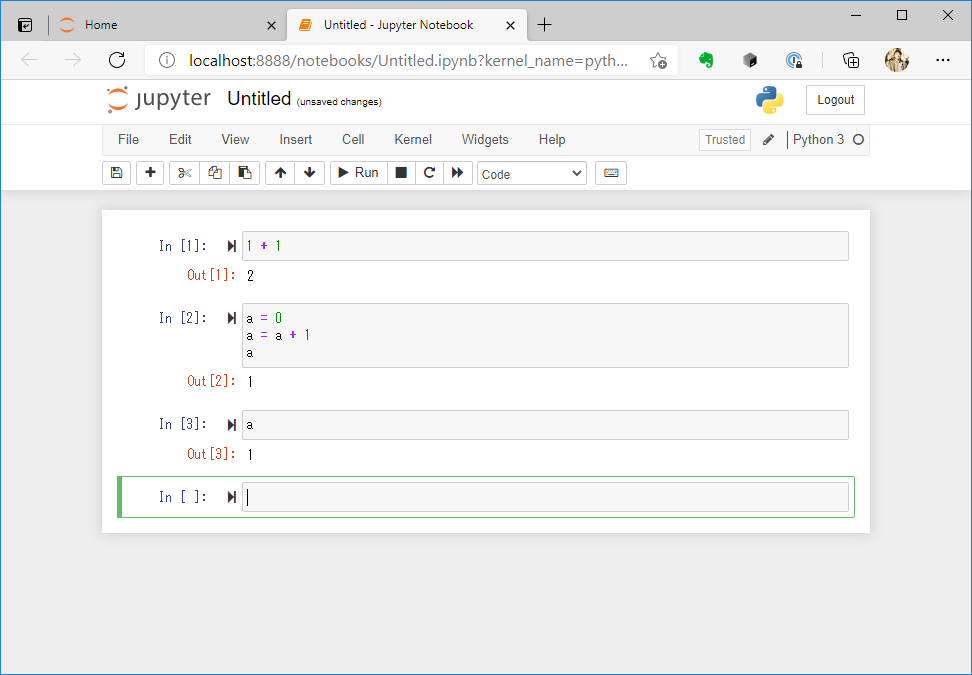 Home
Untitled - Jupyter Notebook
localhost:8888/notebooks/Untitled.ipynb?kernel_name=pyth...
jupyter Untitled (unsaved changes)
Logout
File Edit View Insert Cell Kernel Widgets Help
Trusted
Python 3
Run
Code
In [1]: 1 + 1
Out[1]: 2
In [2]: a = 0
a = a + 1
a
Out[2]: 1
In [3]: a
Out[3]: 1
In [ ]: